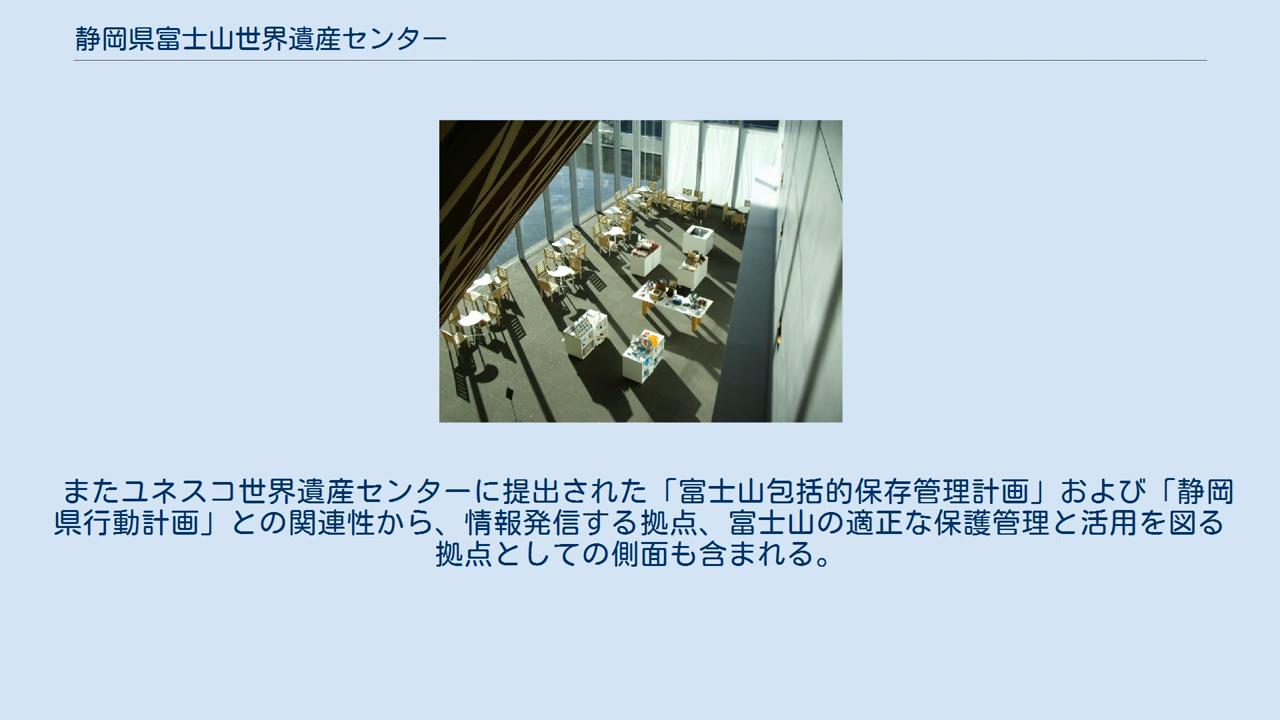 静岡県富士山世界遺産センター
またユネスコ世界遺産センターに提出された「富士山包括的保存管理計画」および「静岡
県行動計画」との関連性から、情報発信する拠点、富士山の適正な保護管理と活用を図る
拠点としての側面も含まれる。